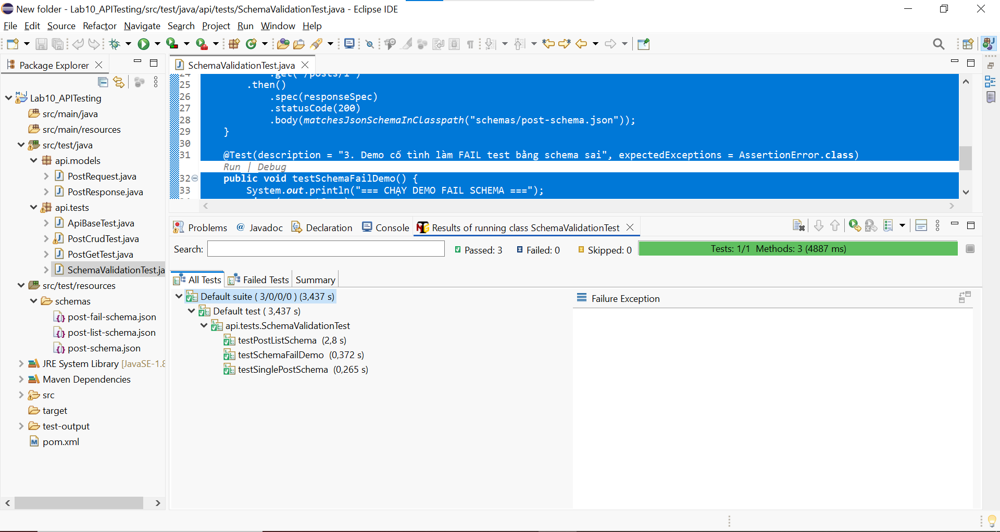 New folder - Lab10_APITesting/src/test/java/api/tests/SchemaValidationTest.java - Eclipse IDE
File Edit Source Refactor Navigate Search Project Run Window Help
Package Explorer
Lab10_APITesting
src/main/java
src/main/resources
src/test/java
api.models
PostRequest.java
PostResponse.java
api.tests
ApiBaseTest.java
PostCrudTest.java
PostGetTest.java
SchemaValidationTest.ja
src/test/resources
schemas
post-fail-schema.json
post-list-schema.json
post-schema.json
JRE System Library [JavaSE-1.8
Maven Dependencies
src
target
test-output
pom.xml
SchemaValidationTest.java
24 .get("/posts/1")
25 .then()
26 .spec(responseSpec)
27 .statusCode(200)
28 .body(matchesJsonSchemaInClasspath("schemas/post-schema.json"));
29 }
30
31 @Test(description = "3. Demo cố tình làm FAIL test bằng schema sai", expectedExceptions = AssertionError.class)
Run | Debug
32 public void testSchemaFailDemo() {
33 System.out.println("=== CHẠY DEMO FAIL SCHEMA ===");
Problems Javadoc Declaration Console Results of running class SchemaValidationTest
Search: Passed: 3 Failed: 0 Skipped: 0 Tests: 1/1 Methods: 3 (4887 ms)
All Tests Failed Tests Summary
Default suite ( 3/0/0/0 ) (3,437 s)
Default test ( 3,437 s)
api.tests.SchemaValidationTest
testPostListSchema (2,8 s)
testSchemaFailDemo (0,372 s)
testSinglePostSchema (0,265 s)
Failure Exception